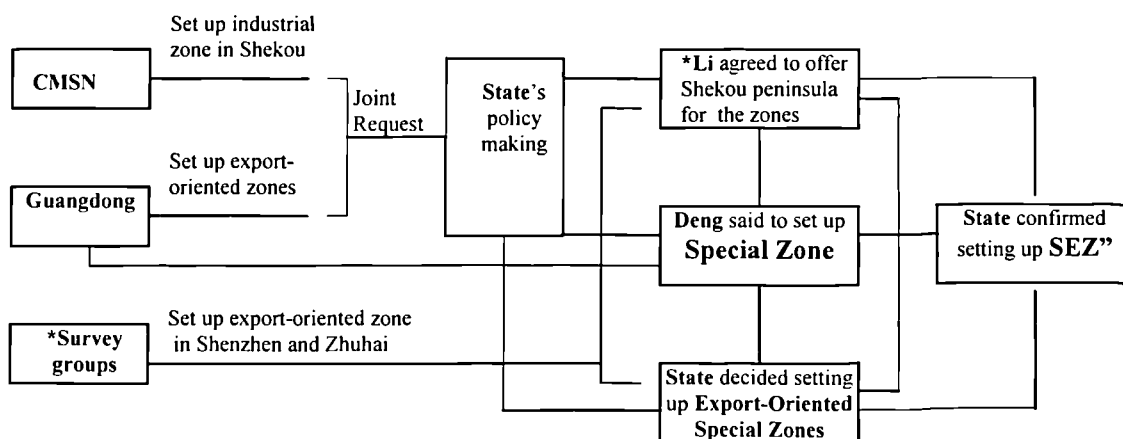 Set up industrial
zone in Shekou
CMSN
Joint
Request
Set up export-
oriented zones
Guangdong
*Survey
groups
Set up export-oriented zone
in Shenzhen and Zhuhai
State's
policy
making
*Li agreed to offer
Shekou peninsula
for the zones
Deng said to set up
Special Zone
State decided setting
up Export-Oriented
Special Zones
State confirmed
setting up SEZ”